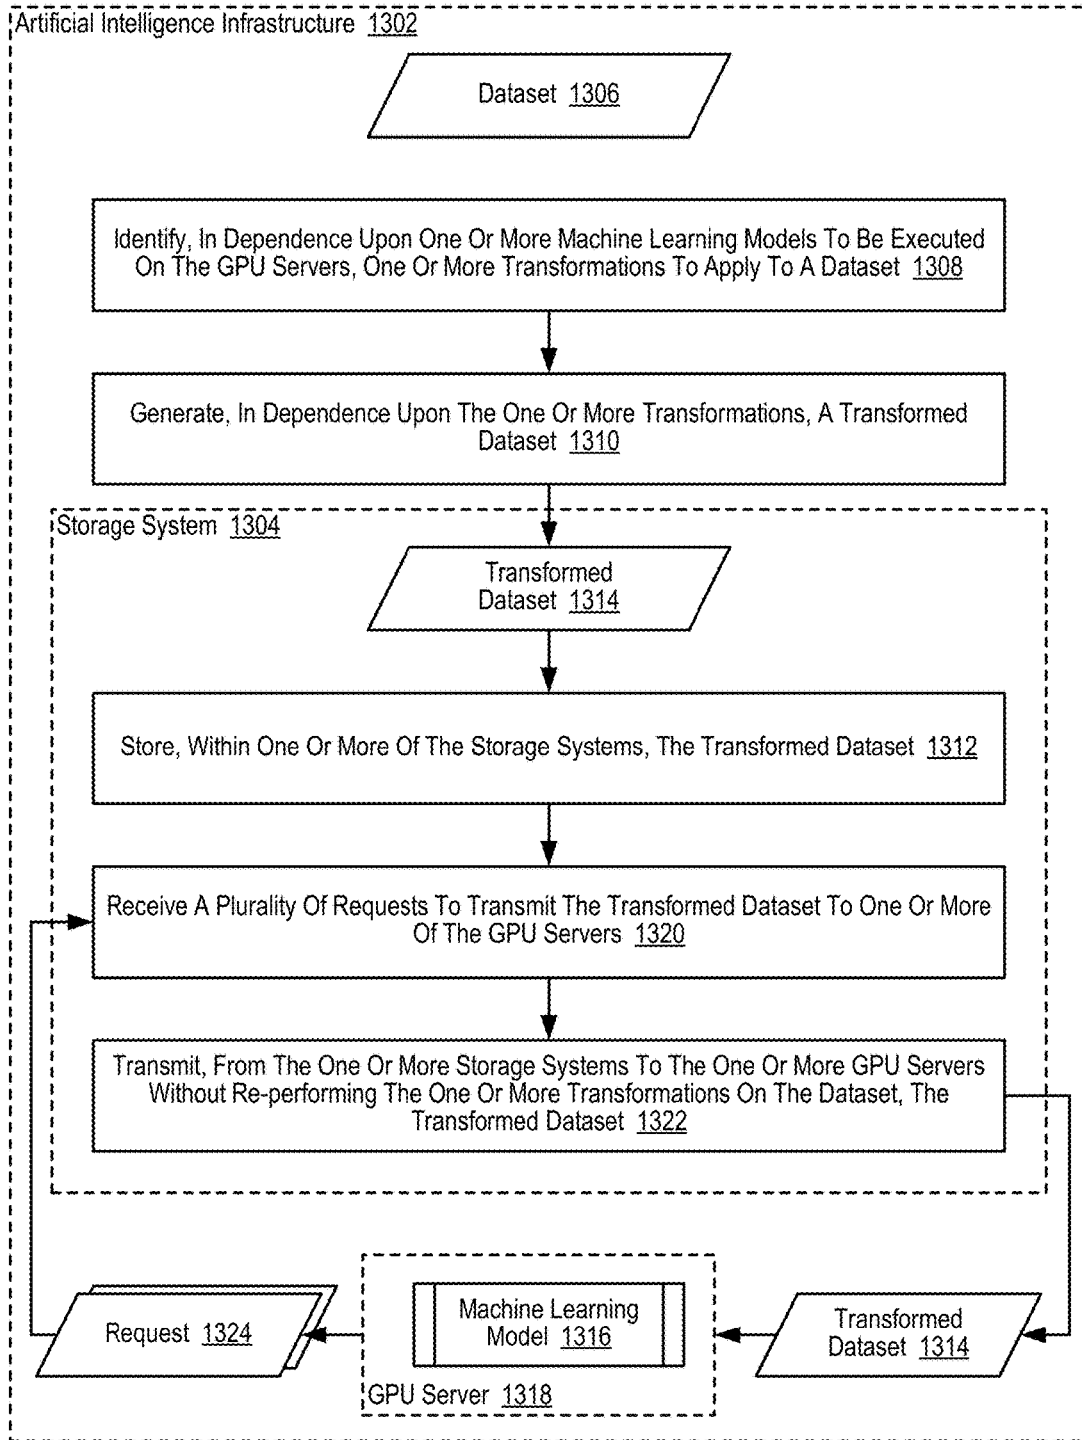 Artificial Intelligence Infrastructure 1302
Dataset 1306
Identify, In Dependence Upon One Or More Machine Learning Models To Be Executed
On The GPU Servers, One Or More Transformations To Apply To A Dataset 1308
Generate, In Dependence Upon The One Or More Transformations, A Transformed
Dataset 1310
Storage System 1304
Transformed
Dataset 1314
Store, Within One Or More Of The Storage Systems, The Transformed Dataset 1312
Receive A Plurality Of Requests To Transmit The Transformed Dataset To One Or More
Of The GPU Servers 1320
Transmit, From The One Or More Storage Systems To The One Or More GPU Servers
Without Re-performing The One Or More Transformations On The Dataset, The
Transformed Dataset 1322
Request 1324
Machine Learning
Model 1316
GPU Server 1318
Transformed
Dataset 1314